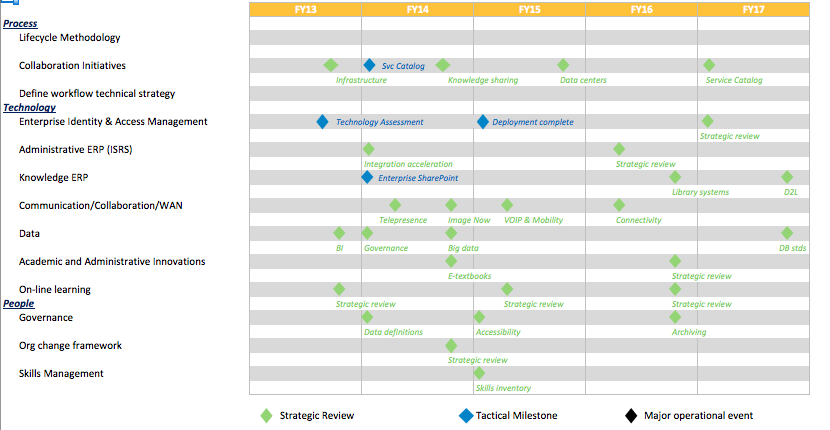 FY13 FY14 FY15 FY16 FY17
Process
Lifecycle Methodology
Collaboration Initiatives Svc Catalog
Infrastructure Knowledge sharing Data centers Service Catalog
Define workflow technical strategy
Technology
Enterprise Identity & Access Management Technology Assessment Deployment complete
Strategic review
Administrative ERP (ISRS)
Integration acceleration Strategic review
Knowledge ERP Enterprise SharePoint
Library systems D2L
Communication/Collaboration/WAN
Telepresence Image Now VOIP & Mobility Connectivity
Data
BI Governance Big data DB stds
Academic and Administrative Innovations
E-textbooks Strategic review
On-line learning
Strategic review Strategic review Strategic review
People
Governance
Data definitions Accessibility Archiving
Org change framework
Strategic review
Skills Management
Skills inventory
Strategic Review Tactical Milestone Major operational event